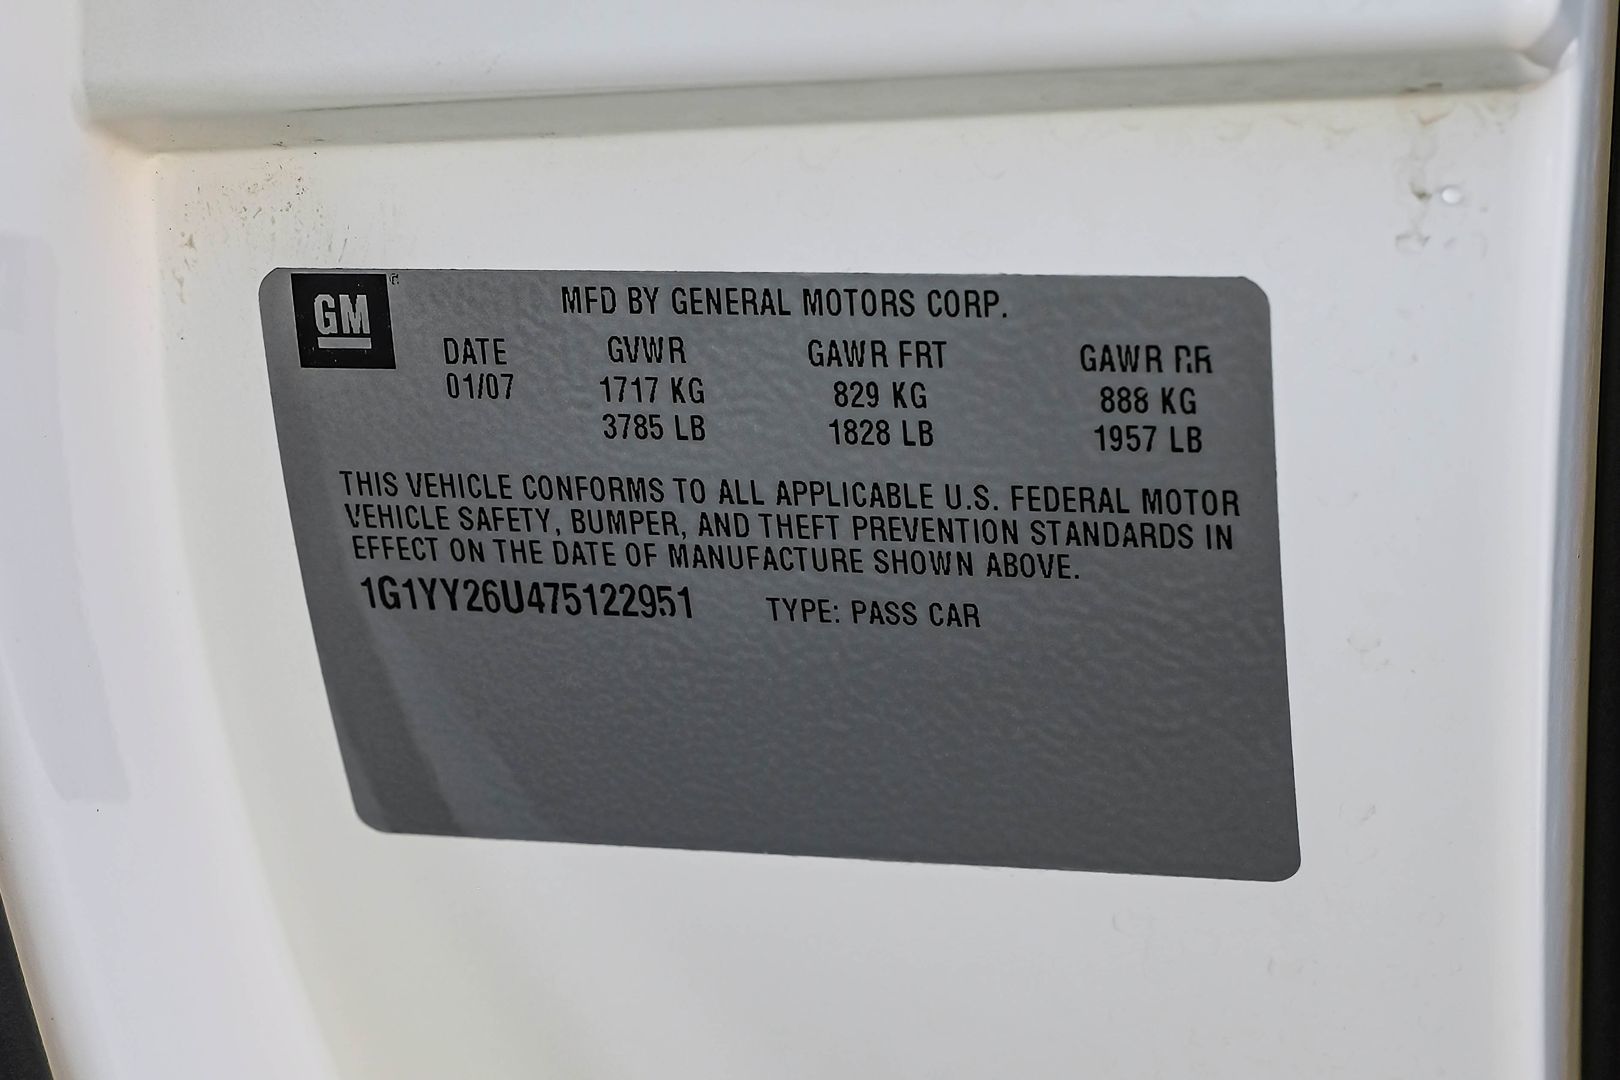 GM
MFD BY GENERAL MOTORS CORP.
DATE GVWR GAWR FRT GAWR RR
01/07 1717 KG 829 KG 888 KG
3785 LB 1828 LB 1957 LB
THIS VEHICLE CONFORMS TO ALL APPLICABLE U.S. FEDERAL MOTOR
VEHICLE SAFETY, BUMPER, AND THEFT PREVENTION STANDARDS IN
EFFECT ON THE DATE OF MANUFACTURE SHOWN ABOVE.
1G1YY26U475122951 TYPE: PASS CAR